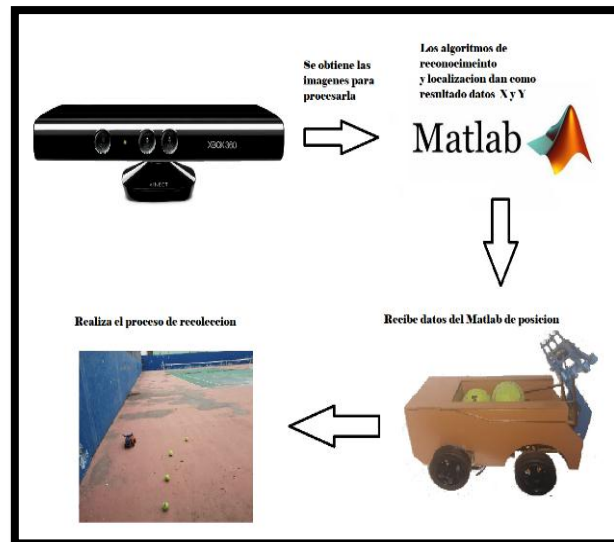 Se obtiene las
imagenes para
procesarla
Los algoritmos de
reconocimeinto
y localizacion dan como
resultado datos X y Y
XBOX 360
KINECT
Matlab
Realiza el proceso de recoleccion
Recibe datos del Matlab de posicion